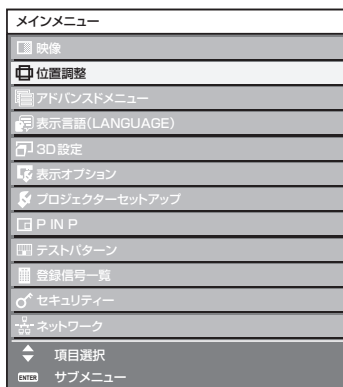 メインメニュー
映像
位置調整
アドバンスドメニュー
表示言語(LANGUAGE)
3D設定
表示オプション
プロジェクターセットアップ
P IN P
テストパターン
登録信号一覧
セキュリティー
ネットワーク
項目選択
ENTER サブメニュー